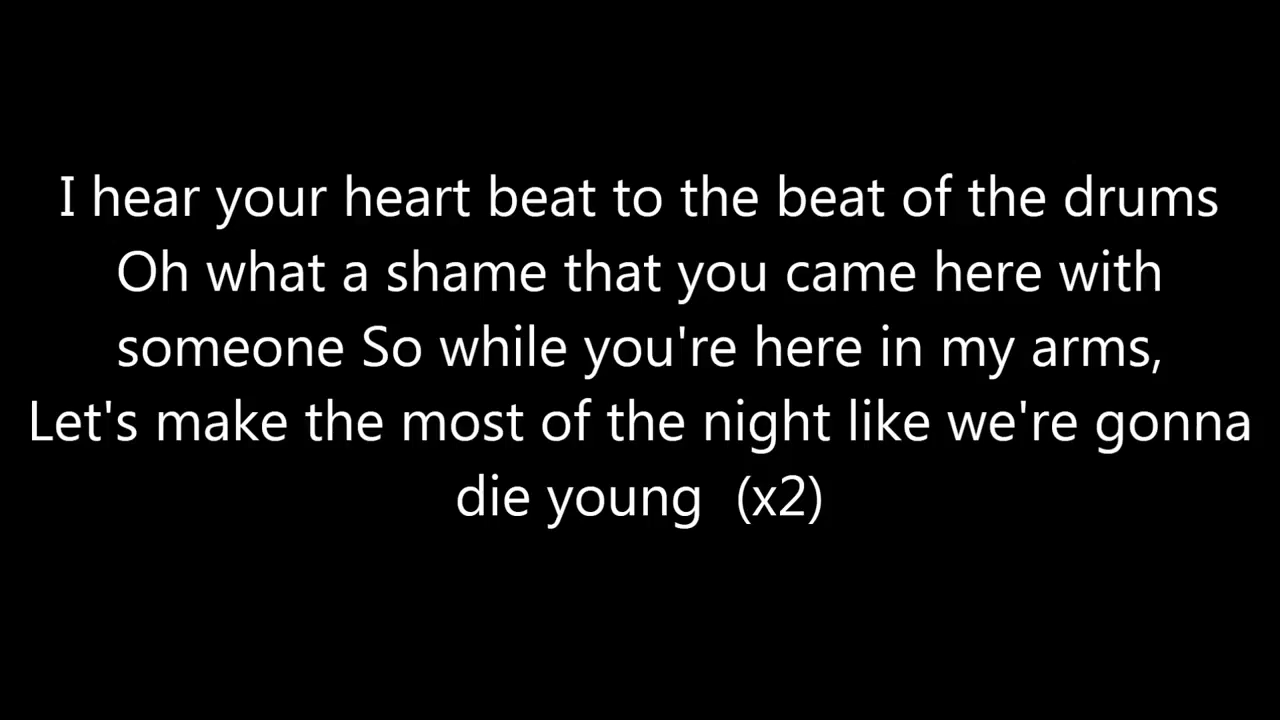 I hear your heart beat to the beat of the drums
Oh what a shame that you came here with
someone So while you're here in my arms,
Let's make the most of the night like we're gonna
die young  (x2)